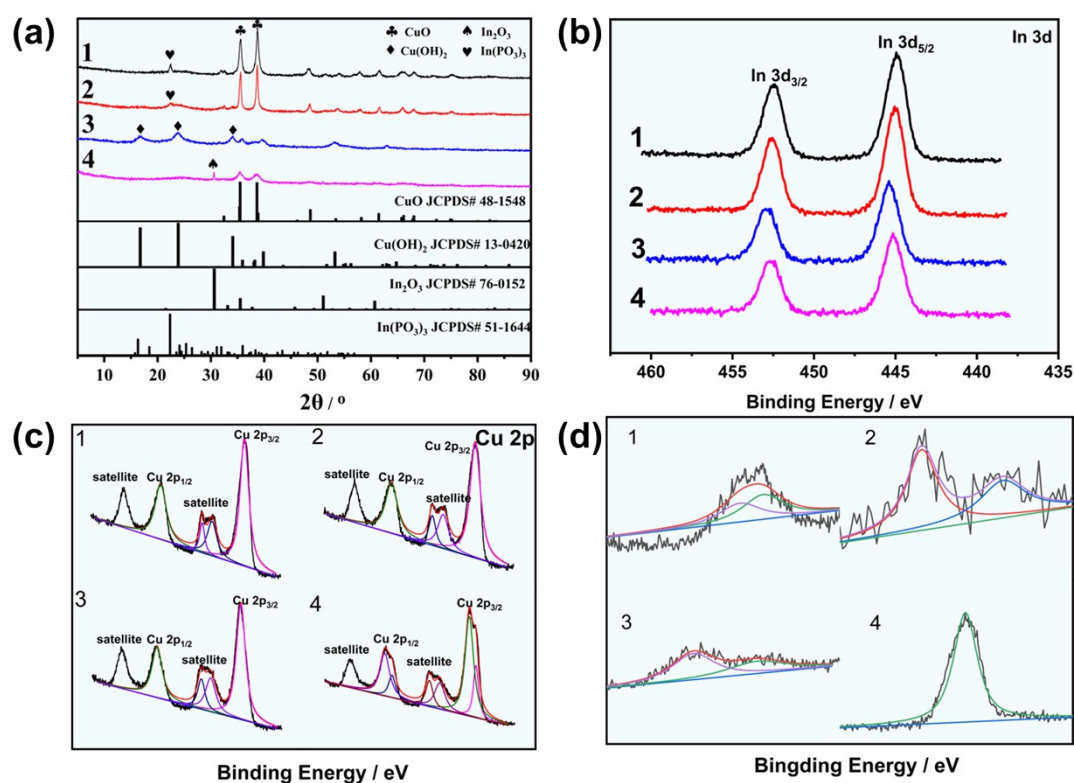 (a)
♣ CuO ♠ In₂O₃
♦ Cu(OH)₂ ♥ In(PO₃)₃
1
2
3
4
CuO JCPDS# 48-1548
Cu(OH)₂ JCPDS# 13-0420
In₂O₃ JCPDS# 76-0152
In(PO₃)₃ JCPDS# 51-1644
10 20 30 40 50 60 70 80 90
2θ / °
(b)
In 3d
In 3d₅/₂
In 3d₃/₂
1
2
3
4
460 455 450 445 440 435
Binding Energy / eV
(c)
Cu 2p
1
satellite
Cu 2p₁/₂
satellite
Cu 2p₃/₂
2
satellite
Cu 2p₁/₂
satellite
Cu 2p₃/₂
3
satellite
Cu 2p₁/₂
satellite
Cu 2p₃/₂
4
satellite
Cu 2p₁/₂
satellite
Cu 2p₃/₂
Binding Energy / eV
(d)
1
2
3
4
Bingding Energy / eV